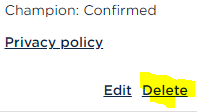 Champion: Confirmed
Privacy policy
Edit Delete